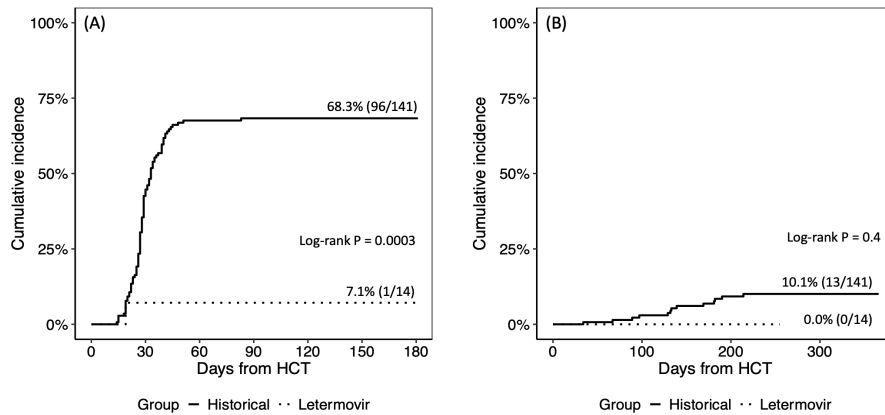 (A)
100%
75%
50%
25%
0%
Cumulative incidence
68.3% (96/141)
Log-rank P = 0.0003
7.1% (1/14)
0 30 60 90 120 150 180
Days from HCT
Group Historical Letermovir
(B)
100%
75%
50%
25%
0%
Cumulative incidence
Log-rank P = 0.4
10.1% (13/141)
0.0% (0/14)
0 100 200 300
Days from HCT
Group Historical Letermovir